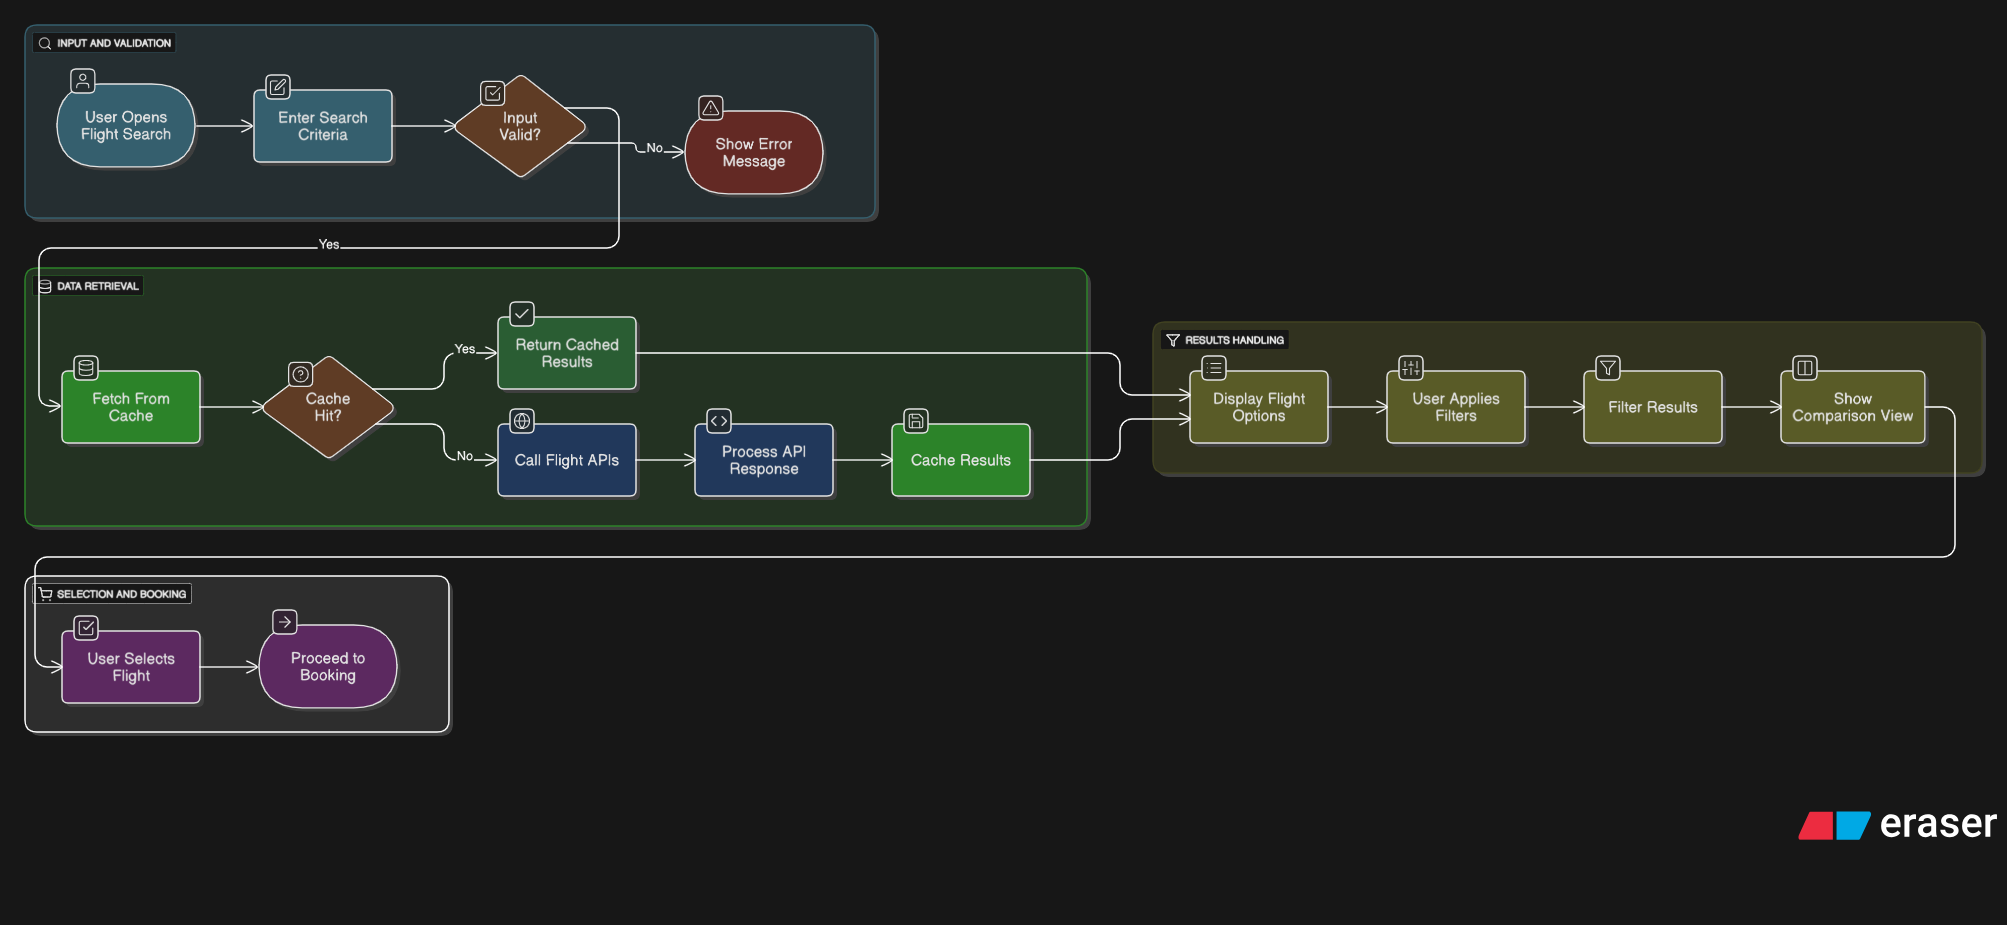 INPUT AND VALIDATION
User Opens
Flight Search
Enter Search
Criteria
Input
Valid?
No
Show Error
Message
Yes
DATA RETRIEVAL
Fetch From
Cache
Cache
Hit?
Yes
Return Cached
Results
No
Call Flight APIs
Process API
Response
Cache Results
RESULTS HANDLING
Display Flight
Options
User Applies
Filters
Filter Results
Show
Comparison View
SELECTION AND BOOKING
User Selects
Flight
Proceed to
Booking
eraser